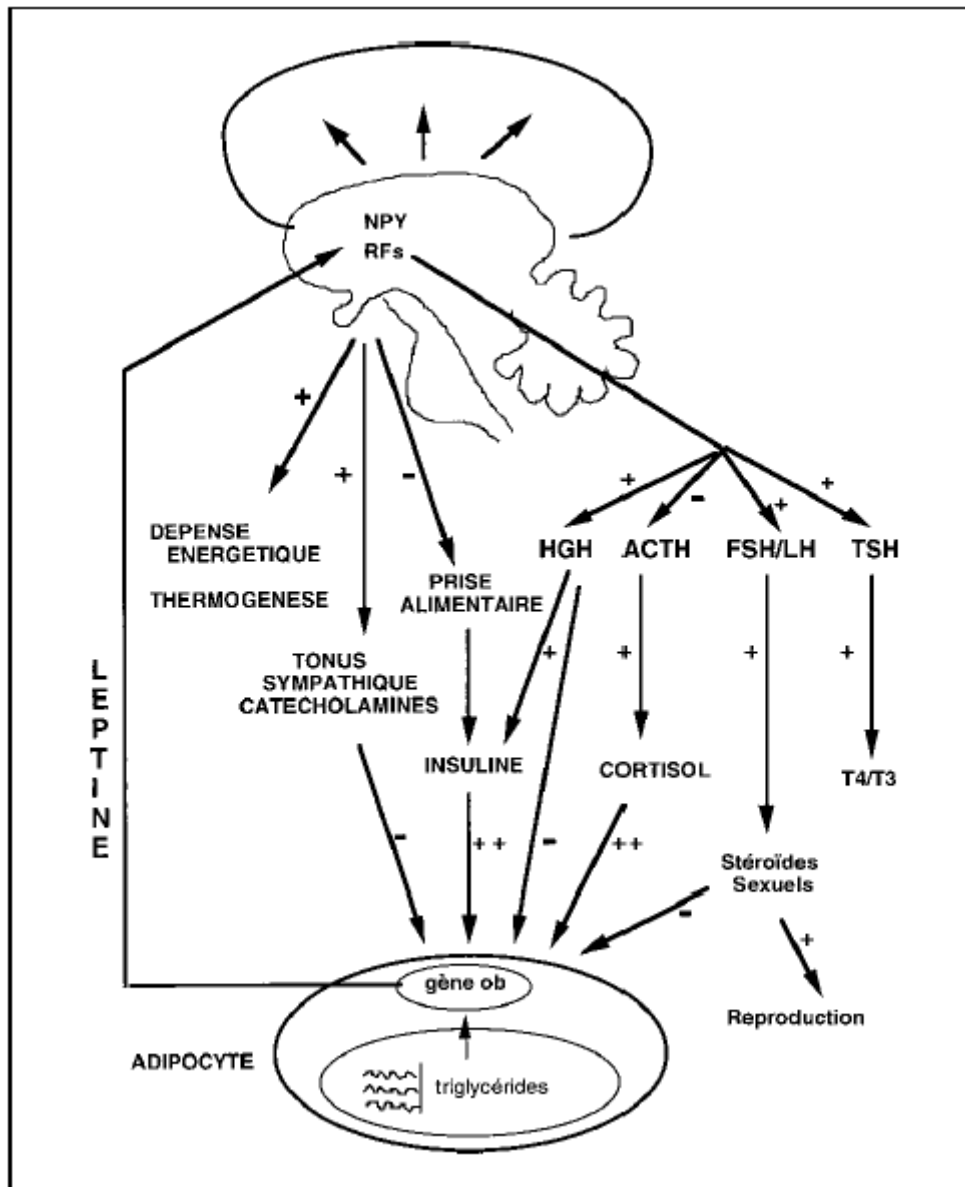 NPY
RFs
+
+
-
+
-
+
+
DEPENSE
ENERGETIQUE
THERMOGENESE
HGH
ACTH
FSH/LH
TSH
PRISE
ALIMENTAIRE
+
+
+
+
TONUS
SYMPATHIQUE
CATECHOLAMINES
LEPTINE
INSULINE
CORTISOL
T4/T3
-
++
-
++
Stéroïdes
Sexuels
-
+
gène ob
Reproduction
ADIPOCYTE
triglycérides